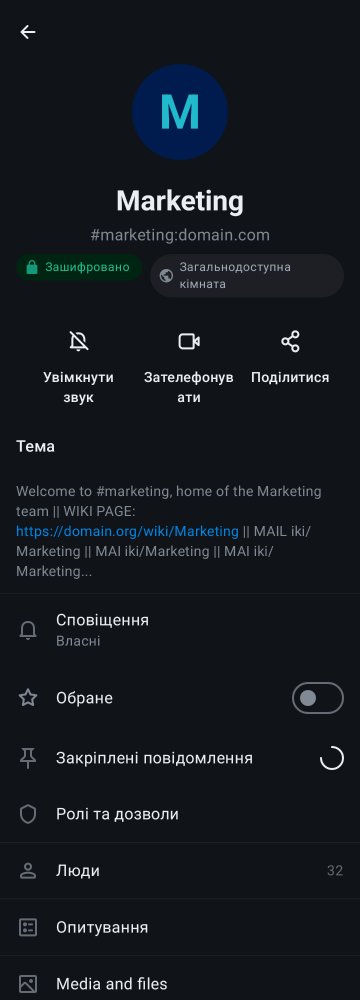 M
Marketing
#marketing:domain.com
Зашифровано
Загальнодоступна
кімната
Увімкнути
звук
Зателефонув
ати
Поділитися
Тема
Welcome to #marketing, home of the Marketing
team || WIKI PAGE:
https://domain.org/wiki/Marketing || MAIL iki/
Marketing || MAI iki/Marketing || MAI iki/
Marketing...
Сповіщення
Власні
Обране
Закріплені повідомлення
Ролі та дозволи
Люди
32
Опитування
Media and files